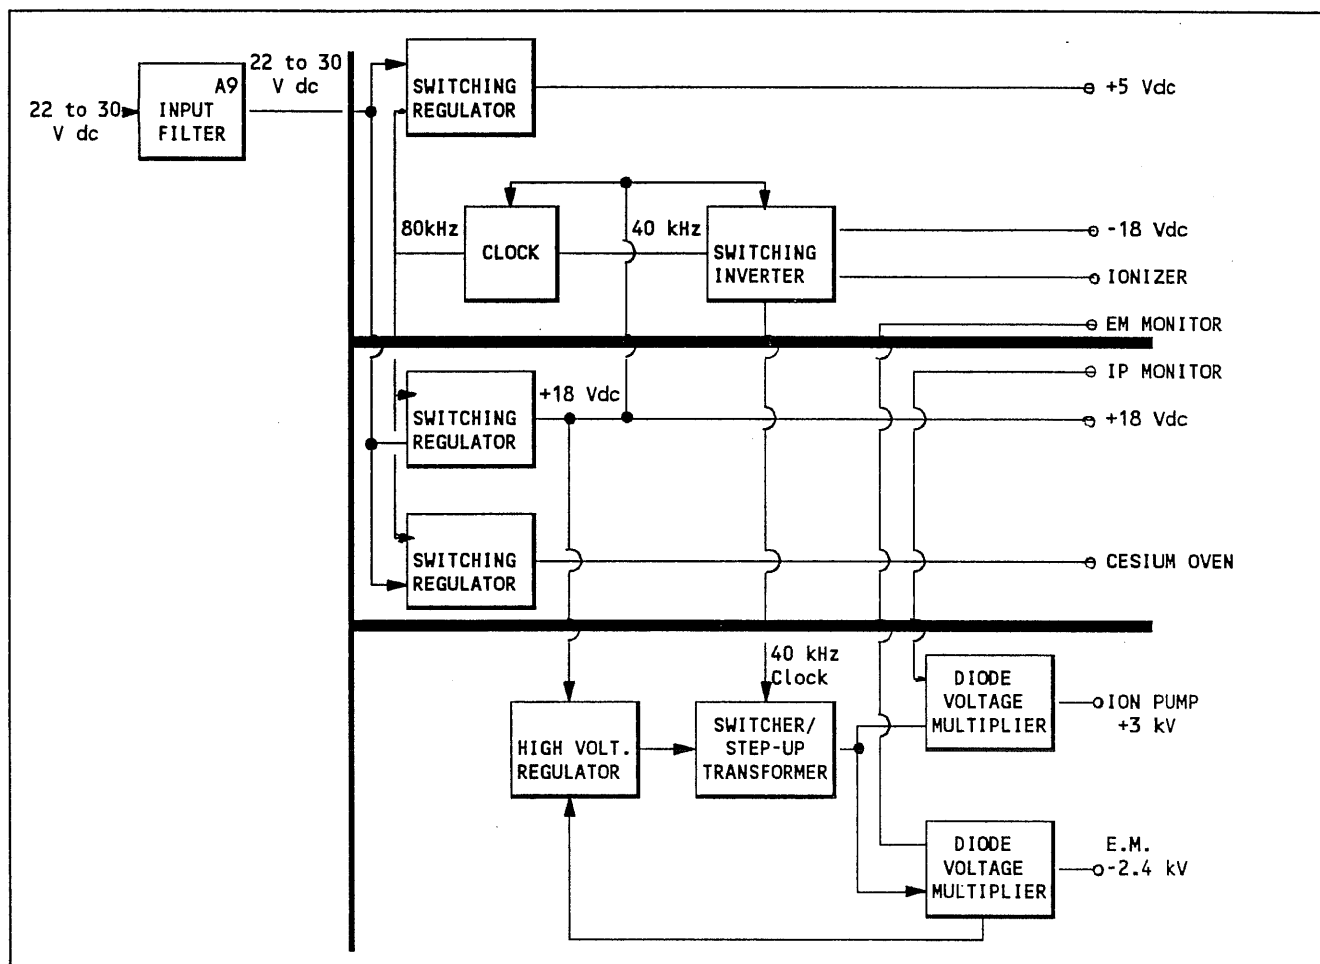 22 to 30
V dc
A9
INPUT
FILTER
22 to 30
V dc
SWITCHING
REGULATOR
+5 Vdc
80kHz
CLOCK
40 kHz
SWITCHING
INVERTER
-18 Vdc
IONIZER
EM MONITOR
IP MONITOR
SWITCHING
REGULATOR
+18 Vdc
+18 Vdc
SWITCHING
REGULATOR
CESIUM OVEN
HIGH VOLT.
REGULATOR
40 kHz
Clock
SWITCHER/
STEP-UP
TRANSFORMER
DIODE
VOLTAGE
MULTIPLIER
ION PUMP
+3 kV
DIODE
VOLTAGE
MULTIPLIER
E.M.
-2.4 kV